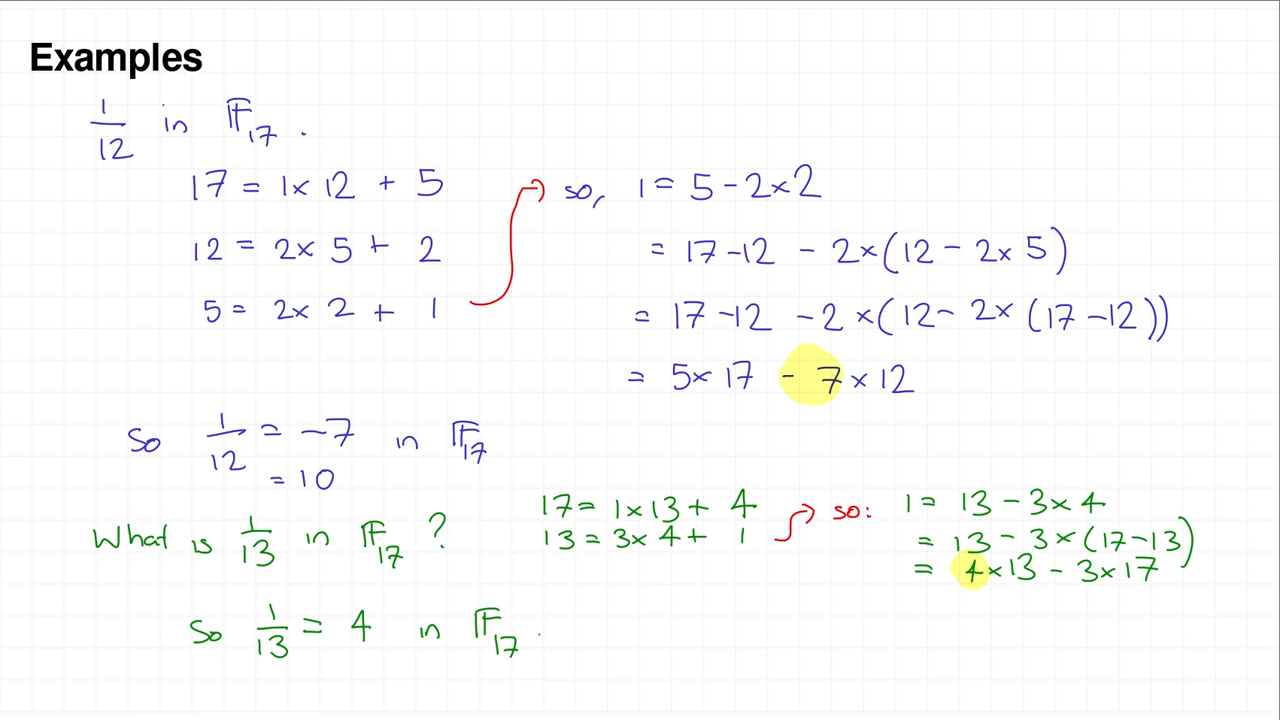 Examples
1/12 in 𝔽₁₇.
17 = 1 × 12 + 5
12 = 2 × 5 + 2
5 = 2 × 2 + 1
so, 1 = 5 - 2 × 2
= 17 - 12 - 2 × (12 - 2 × 5)
= 17 - 12 - 2 × (12 - 2 × (17 - 12))
= 5 × 17 - 7 × 12
So 1/12 = -7 in 𝔽₁₇
= 10
What is 1/13 in 𝔽₁₇?
17 = 1 × 13 + 4
13 = 3 × 4 + 1
so: 1 = 13 - 3 × 4
= 13 - 3 × (17 - 13)
= 4 × 13 - 3 × 17
So 1/13 = 4 in 𝔽₁₇.